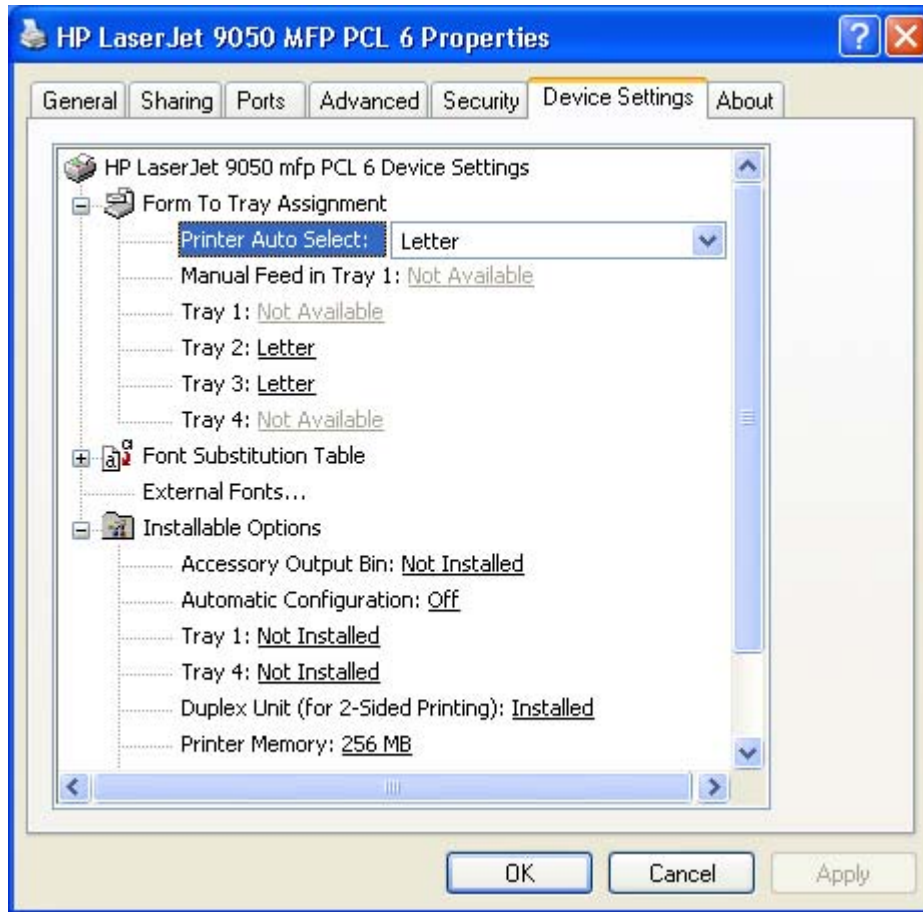 HP LaserJet 9050 MFP PCL 6 Properties
General Sharing Ports Advanced Security Device Settings About
HP LaserJet 9050 mfp PCL 6 Device Settings
Form To Tray Assignment
Printer Auto Select: Letter
Manual Feed in Tray 1: Not Available
Tray 1: Not Available
Tray 2: Letter
Tray 3: Letter
Tray 4: Not Available
Font Substitution Table
External Fonts...
Installable Options
Accessory Output Bin: Not Installed
Automatic Configuration: Off
Tray 1: Not Installed
Tray 4: Not Installed
Duplex Unit (for 2-Sided Printing): Installed
Printer Memory: 256 MB
OK Cancel Apply